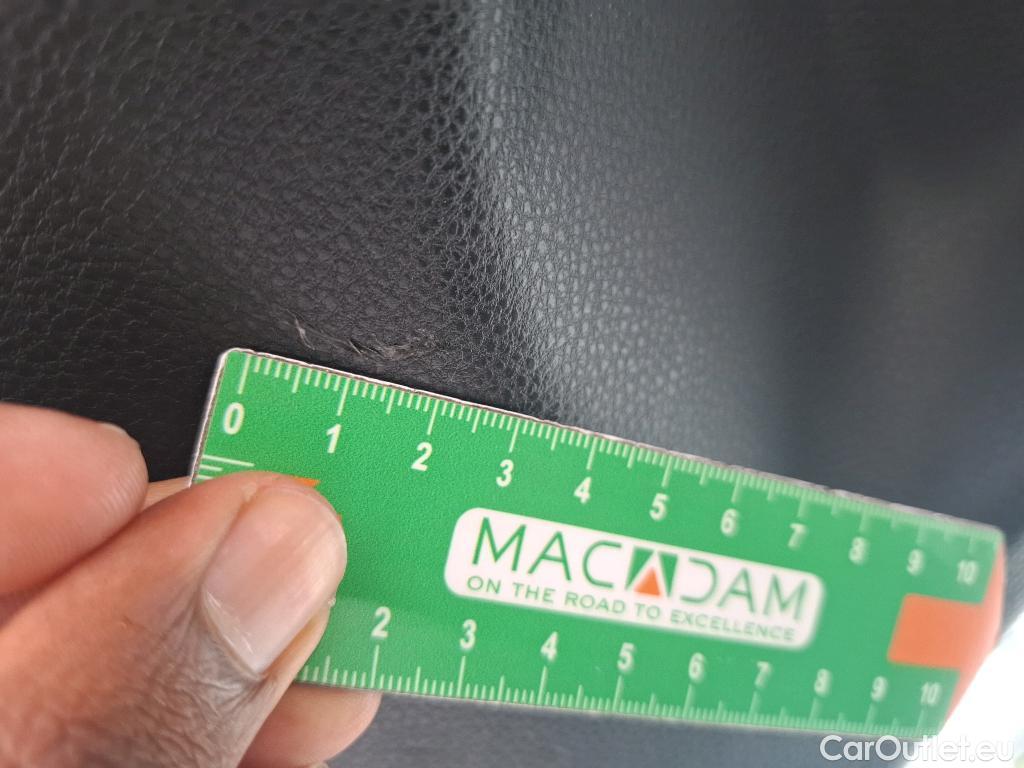 0 1 2 3 4 5 6 7 8 9 10
MACADAM
ON THE ROAD TO EXCELLENCE
2 3 4 5 6 7 8 9 10
CarOutlet.eu